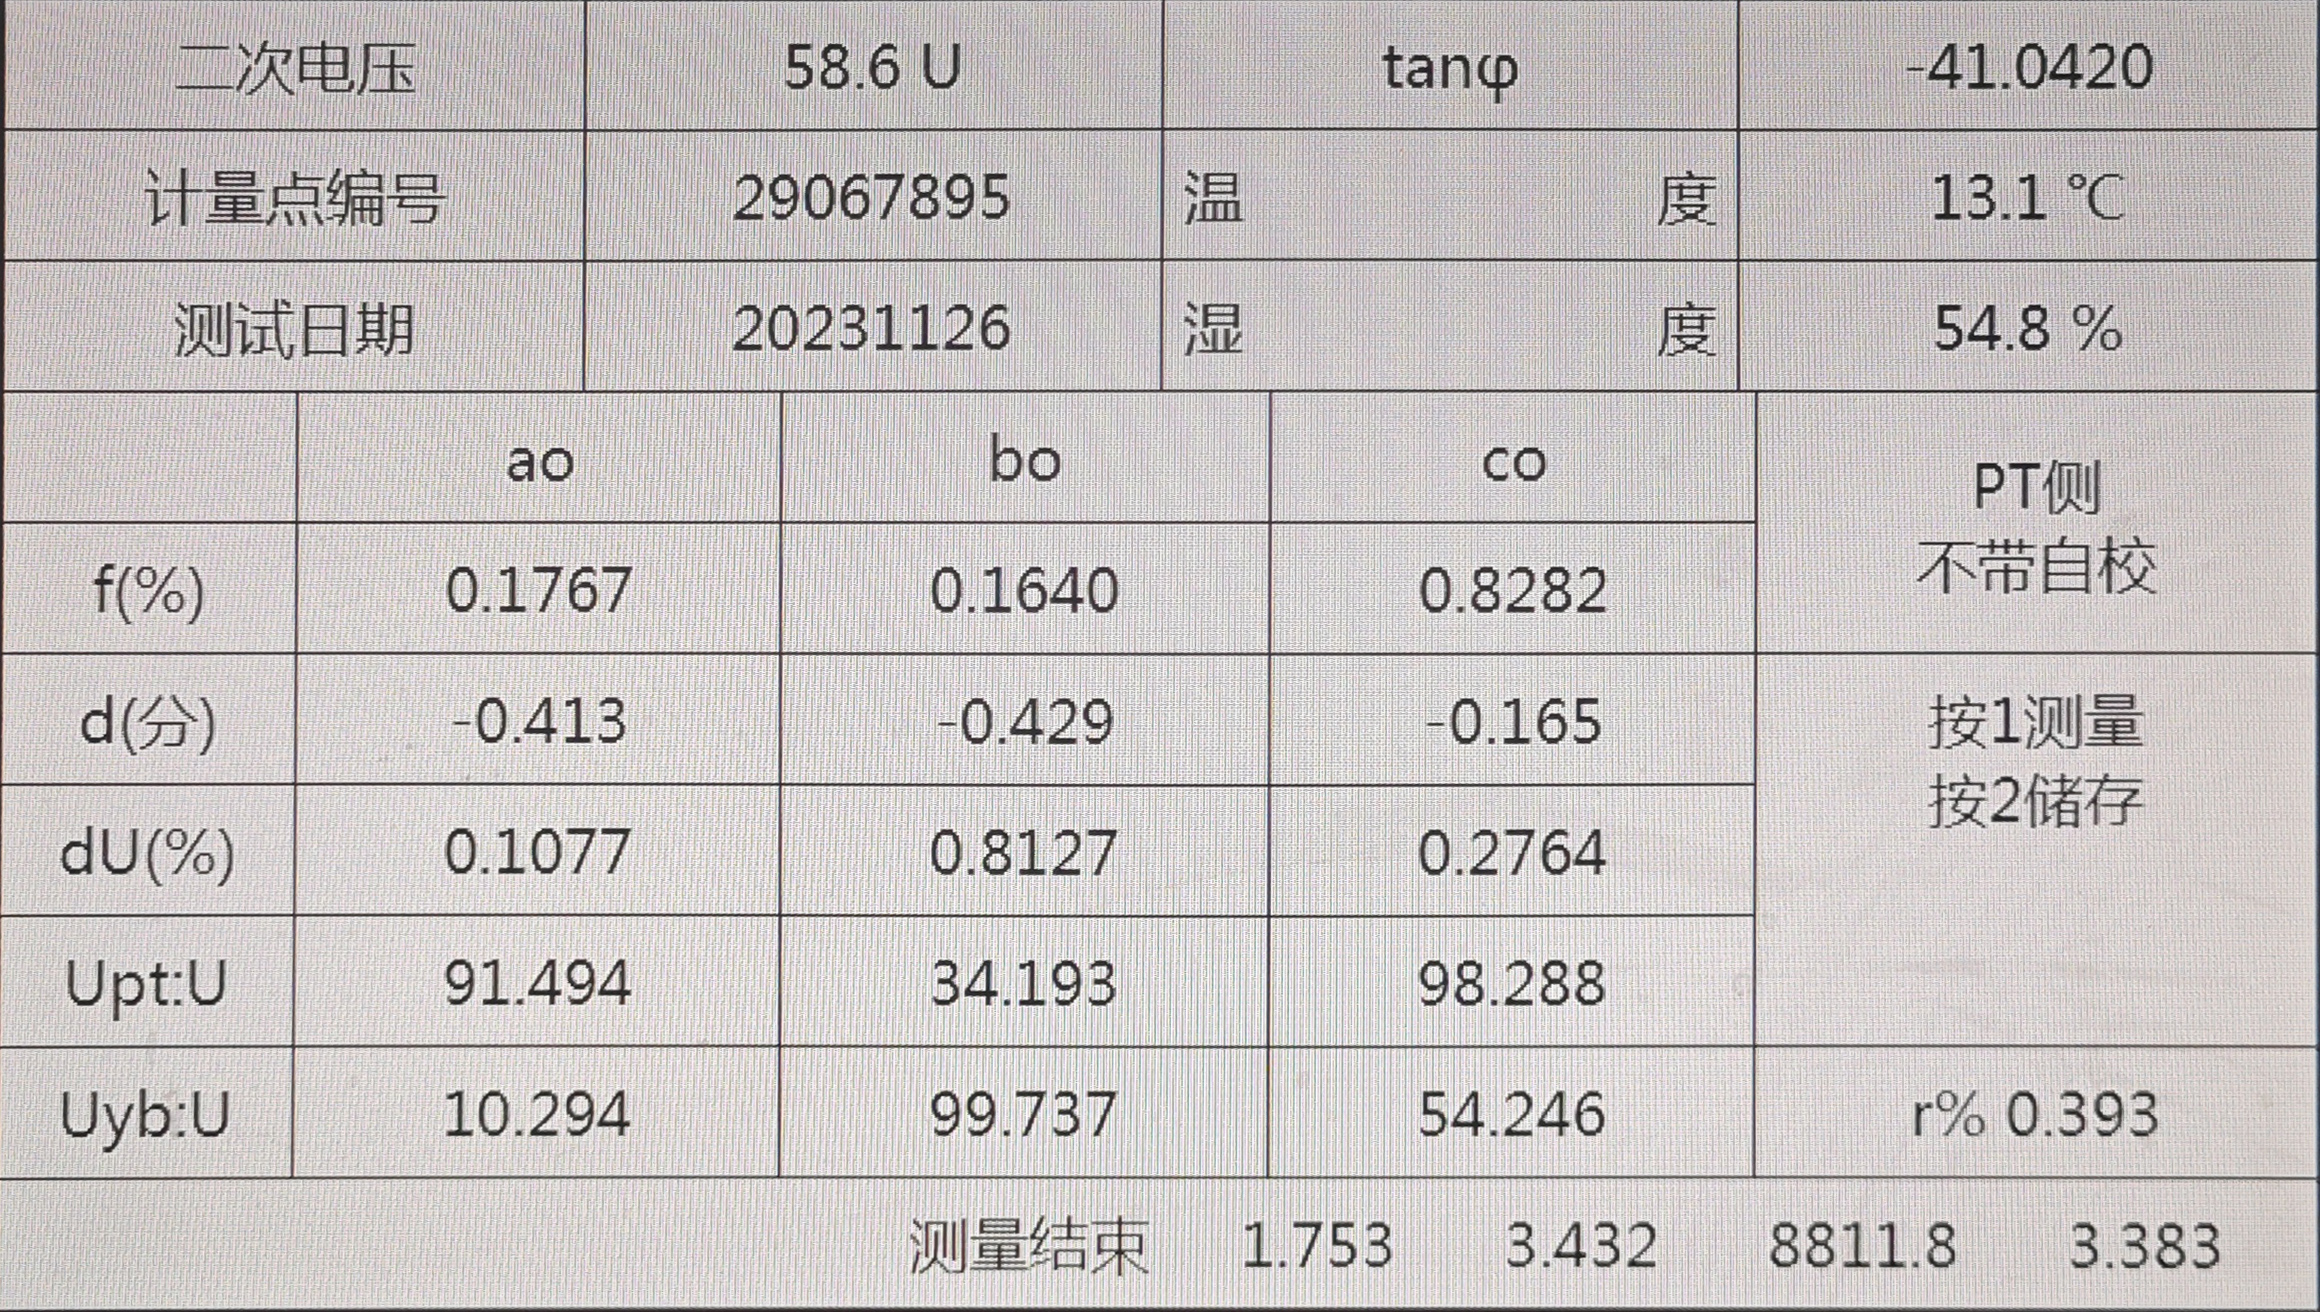 二次电压 58.6 U tanφ -41.0420
计量点编号 29067895 温度 13.1 ℃
测试日期 20231126 湿度 54.8 %
ao bo co PT侧
不带自校
f(%) 0.1767 0.1640 0.8282
d(分) -0.413 -0.429 -0.165 按1测量
按2储存
dU(%) 0.1077 0.8127 0.2764
Upt:U 91.494 34.193 98.288
Uyb:U 10.294 99.737 54.246 r% 0.393
测量结束 1.753 3.432 8811.8 3.383